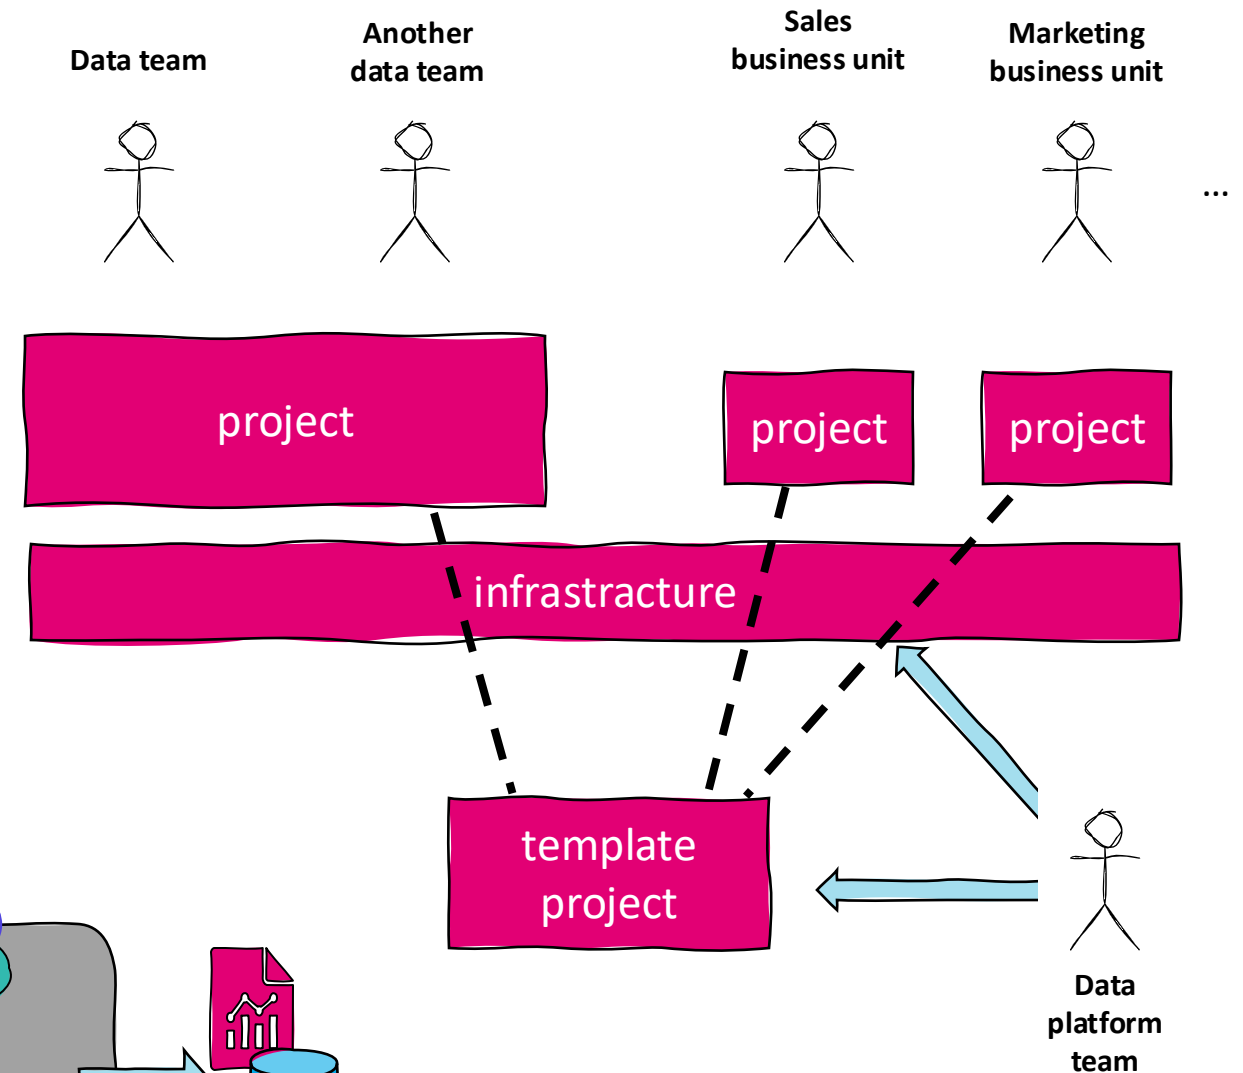 Data team
Another
data team
Sales
business unit
Marketing
business unit
...
project
project
project
infrastracture
template
project
Data
platform
team